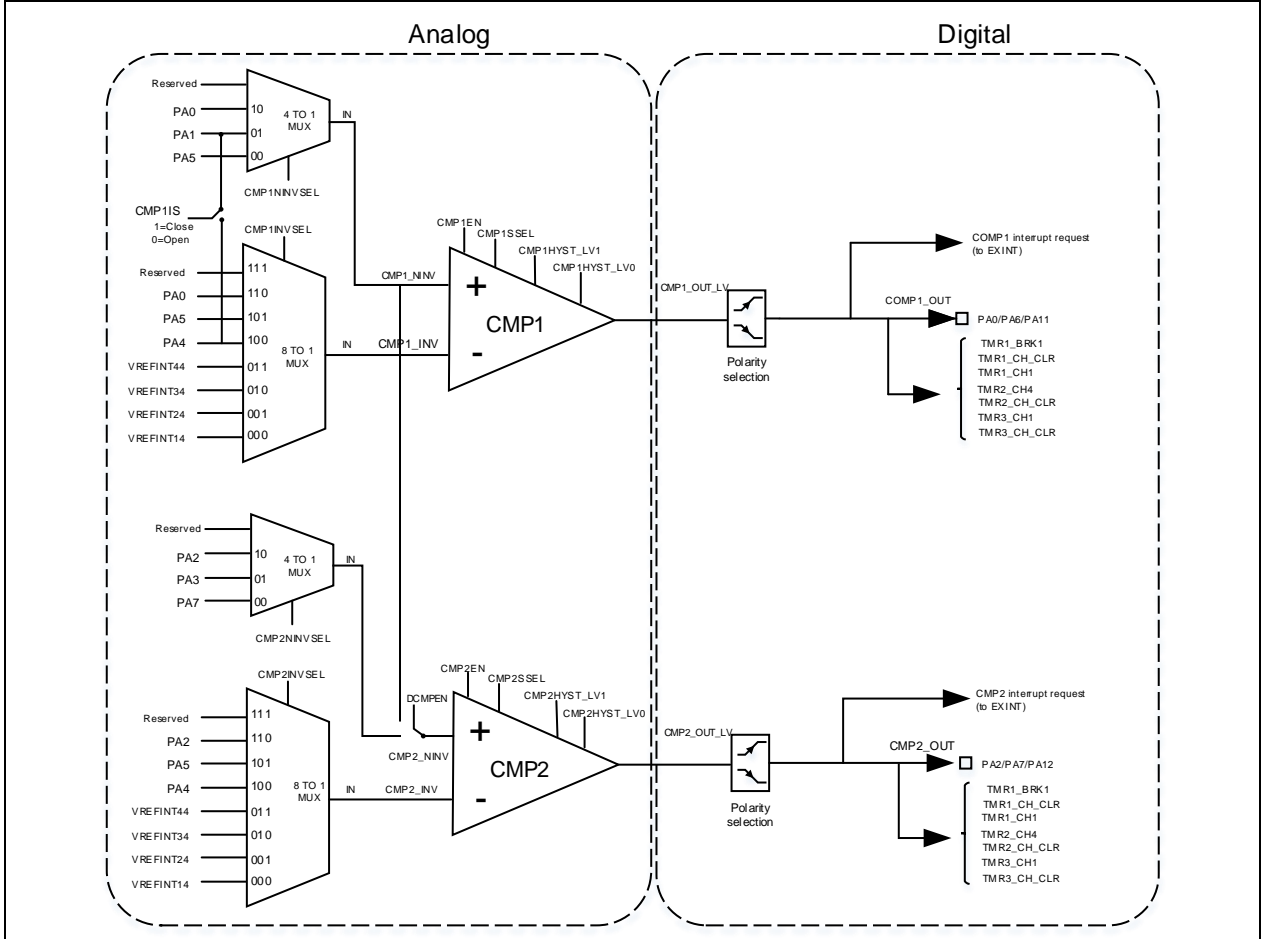 Analog
Digital
Reserved
PA0
PA1
PA5
10
01
00
4 TO 1
MUX
IN
CMP1NINVSEL
CMP1IS
1=Close
0=Open
CMP1INVSEL
Reserved
PA0
PA5
PA4
VREFINT44
VREFINT34
VREFINT24
VREFINT14
111
110
101
100
011
010
001
000
8 TO 1
MUX
IN
CMP1_NINV
CMP1_INV
CMP1EN
CMP1SSEL
CMP1HYST_LV1
CMP1HYST_LV0
+
CMP1
-
CMP1_OUT_LV
Polarity
selection
COMP1 interrupt request
(to EXINT)
COMP1_OUT
PA0/PA6/PA11
TMR1_BRK1
TMR1_CH_CLR
TMR1_CH1
TMR2_CH4
TMR2_CH_CLR
TMR3_CH1
TMR3_CH_CLR
Reserved
PA2
PA3
PA7
10
01
00
4 TO 1
MUX
IN
CMP2NINVSEL
CMP2INVSEL
Reserved
PA2
PA5
PA4
VREFINT44
VREFINT34
VREFINT24
VREFINT14
111
110
101
100
011
010
001
000
8 TO 1
MUX
IN
DCMPEN
CMP2_NINV
CMP2_INV
CMP2EN
CMP2SSEL
CMP2HYST_LV1
CMP2HYST_LV0
+
CMP2
-
CMP2_OUT_LV
Polarity
selection
CMP2 interrupt request
(to EXINT)
CMP2_OUT
PA2/PA7/PA12
TMR1_BRK1
TMR1_CH_CLR
TMR1_CH1
TMR2_CH4
TMR2_CH_CLR
TMR3_CH1
TMR3_CH_CLR